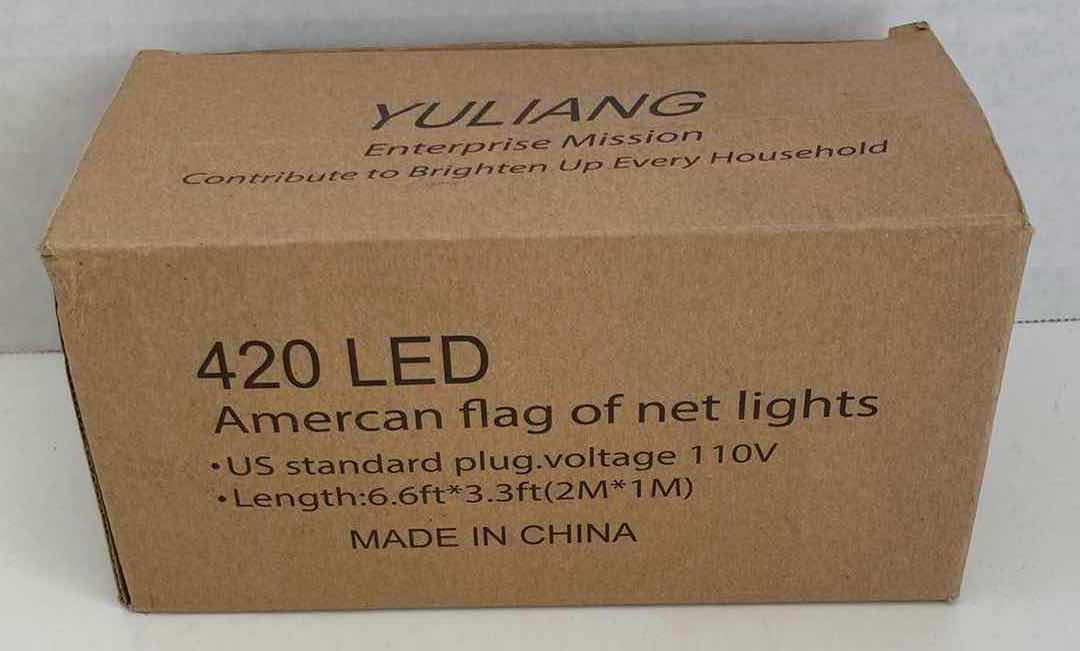 YULIANG
Enterprise Mission
Contribute to Brighten Up Every Household
420 LED
Amercan flag of net lights
•US standard plug.voltage 110V
•Length:6.6ft*3.3ft(2M*1M)
MADE IN CHINA